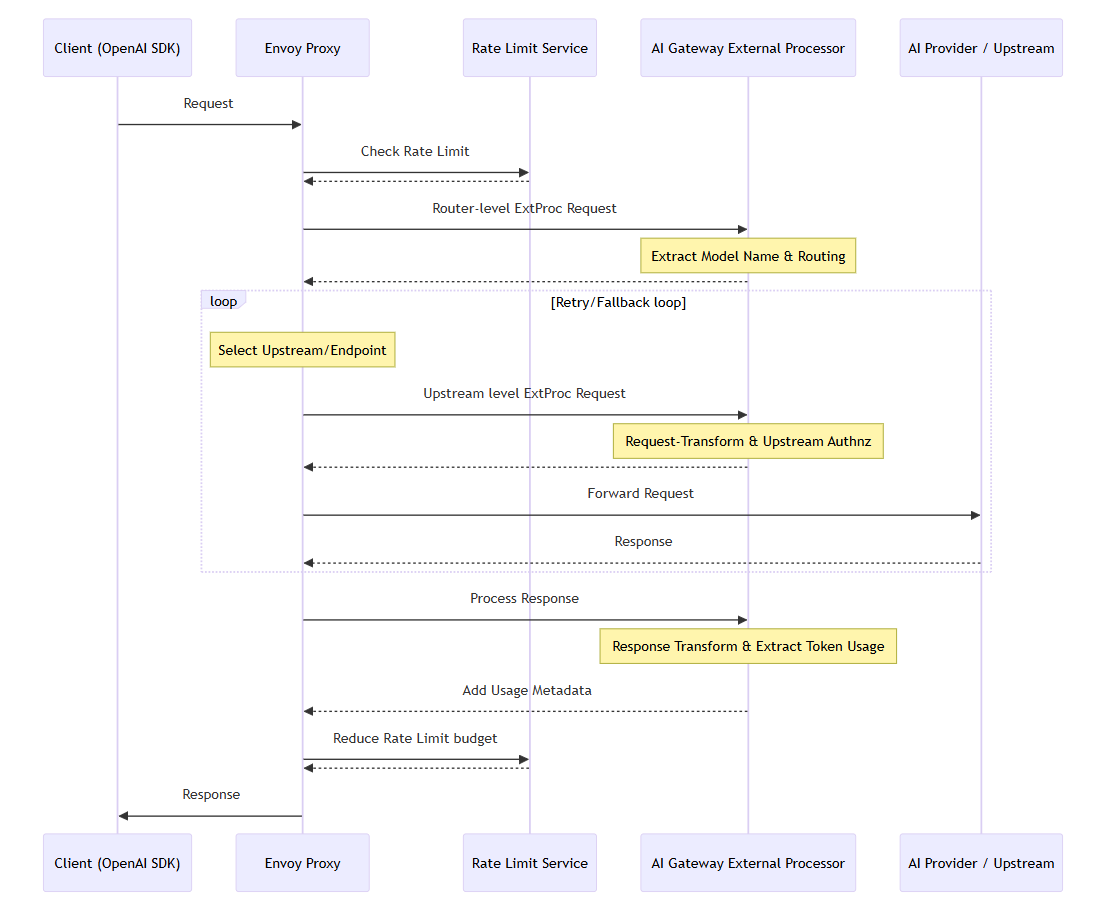 Client (OpenAI SDK)
Envoy Proxy
Rate Limit Service
AI Gateway External Processor
AI Provider / Upstream
Request
Check Rate Limit
Router-level ExtProc Request
Extract Model Name & Routing
loop
[Retry/Fallback loop]
Select Upstream/Endpoint
Upstream level ExtProc Request
Request-Transform & Upstream Authnz
Forward Request
Response
Process Response
Response Transform & Extract Token Usage
Add Usage Metadata
Reduce Rate Limit budget
Response
Client (OpenAI SDK)
Envoy Proxy
Rate Limit Service
AI Gateway External Processor
AI Provider / Upstream